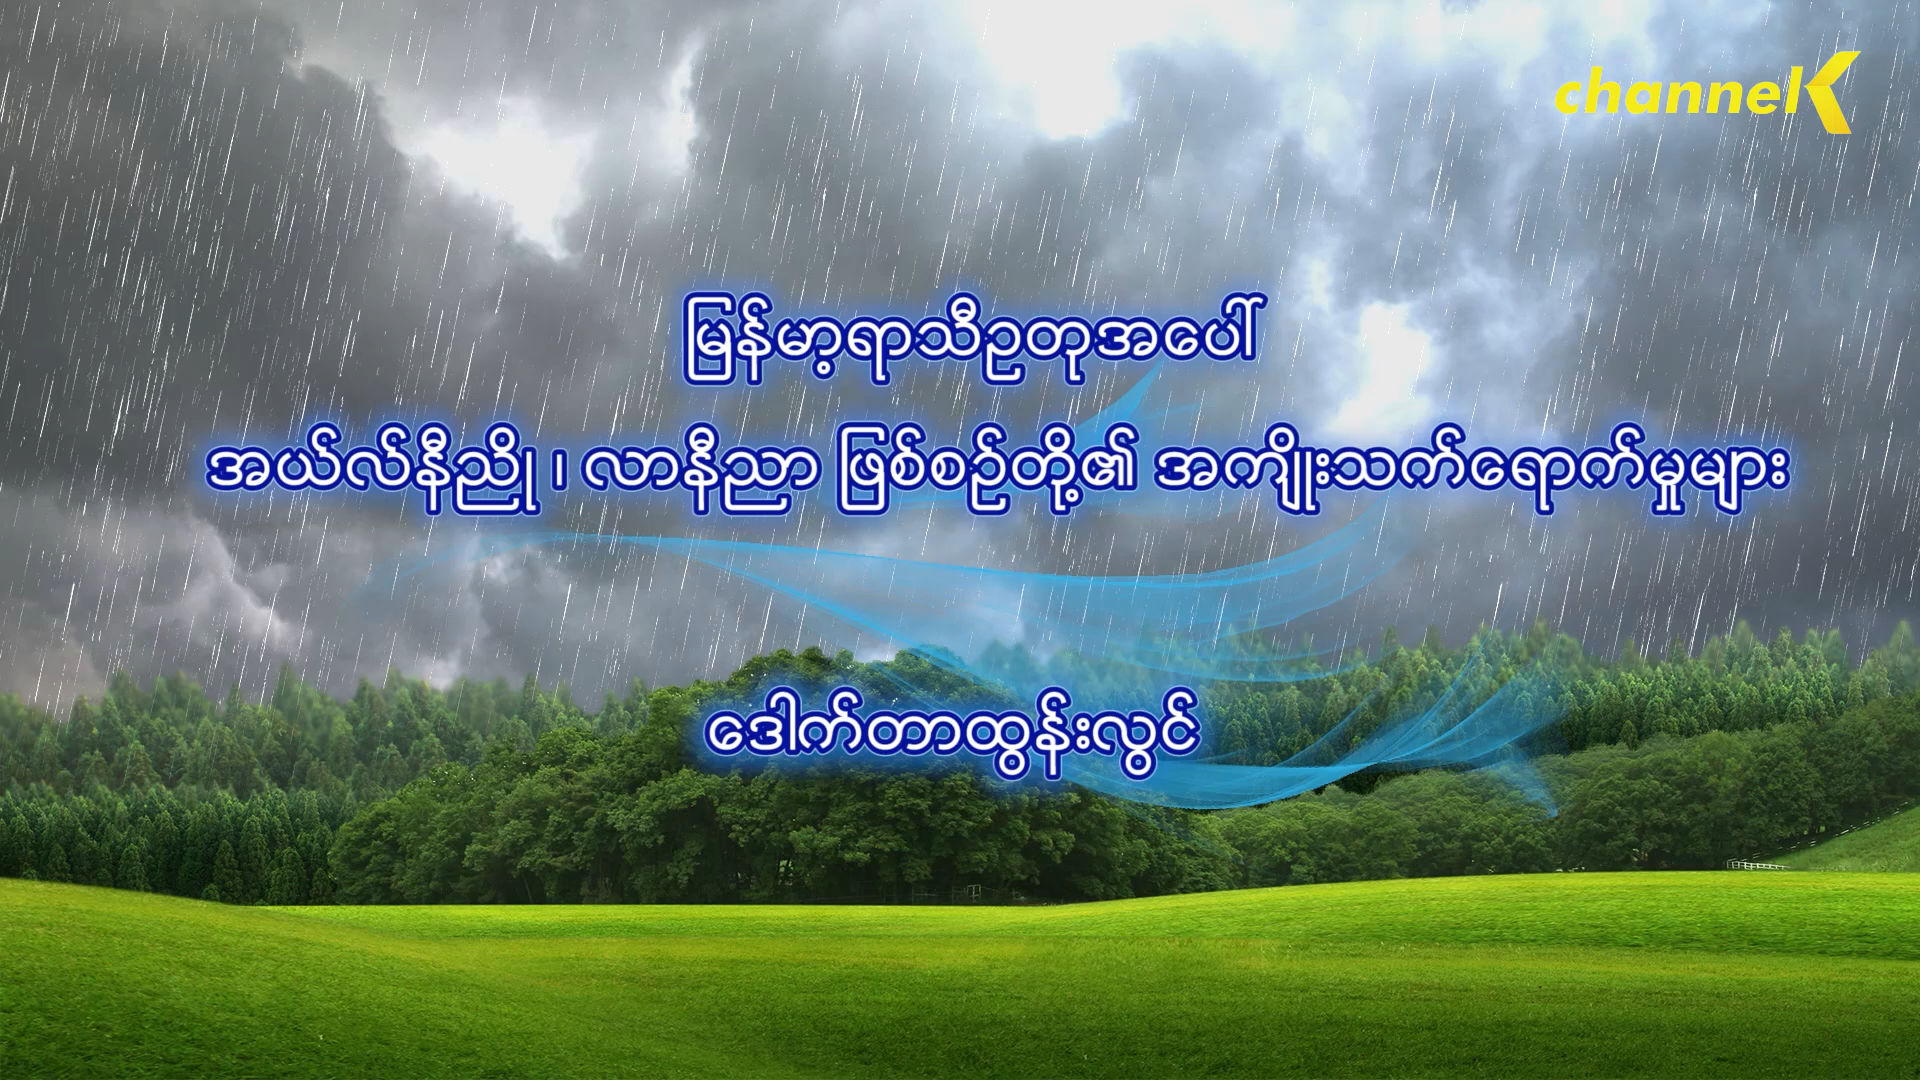 channelK
မြန်မာ့ရာသီဥတုအပေါ်
အယ်လ်နီညို ၊ လာနီညာ ဖြစ်စဉ်တို့၏ အကျိုးသက်ရောက်မှုများ
ဒေါက်တာထွန်းလွင်